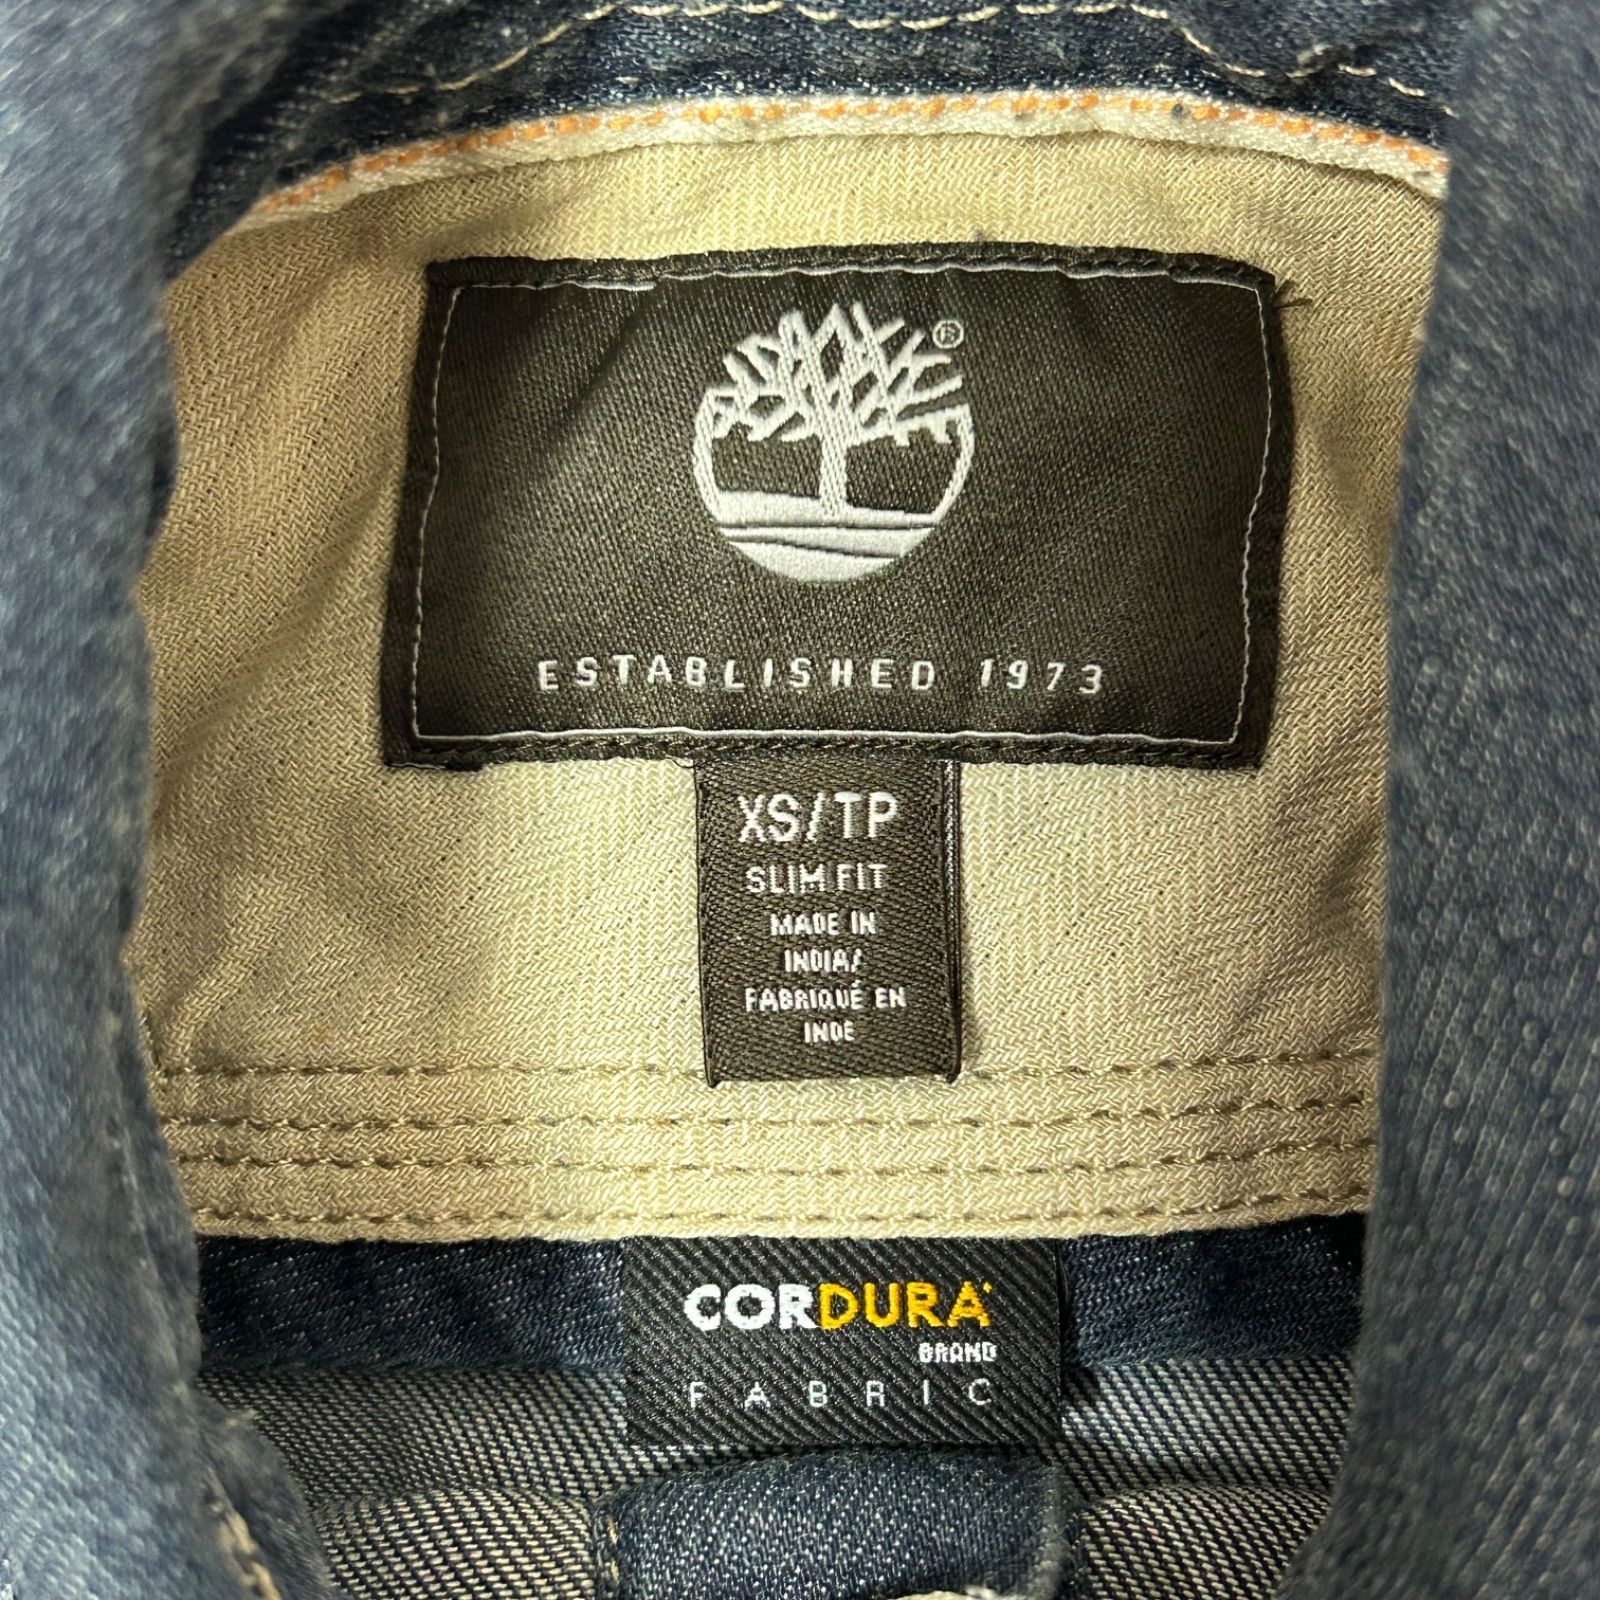 ®
ESTABLISHED 1973
XS/TP
SLIM FIT
MADE IN
INDIA/
FABRIQUÉ EN
INDE
CORDURA
BRAND
FABRIC